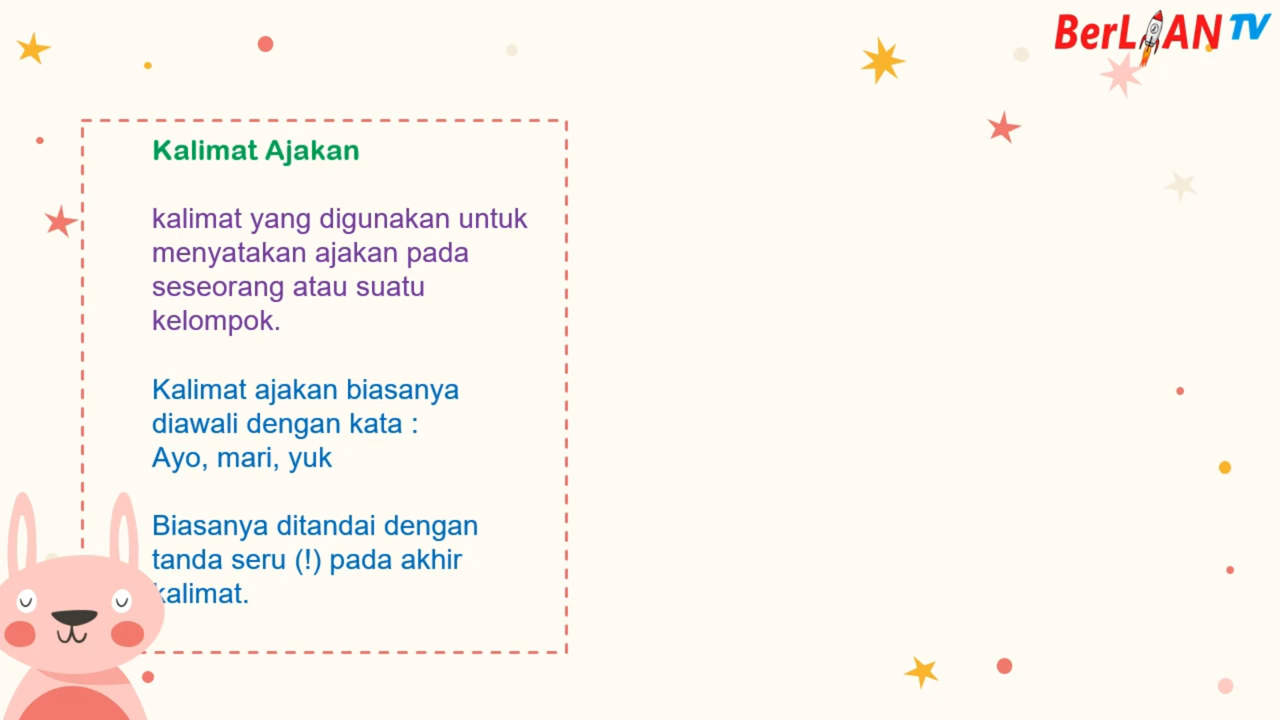 BerLIAN TV
Kalimat Ajakan
kalimat yang digunakan untuk
menyatakan ajakan pada
seseorang atau suatu
kelompok.
Kalimat ajakan biasanya
diawali dengan kata :
Ayo, mari, yuk
Biasanya ditandai dengan
tanda seru (!) pada akhir
kalimat.